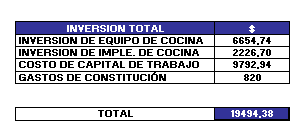 INVERSION TOTAL $
INVERSION DE EQUIPO DE COCINA 6654,74
INVERSION DE IMPLE. DE COCINA 2226,70
COSTO DE CAPITAL DE TRABAJO 9792,94
GASTOS DE CONSTITUCIÓN 820
TOTAL 19494,38